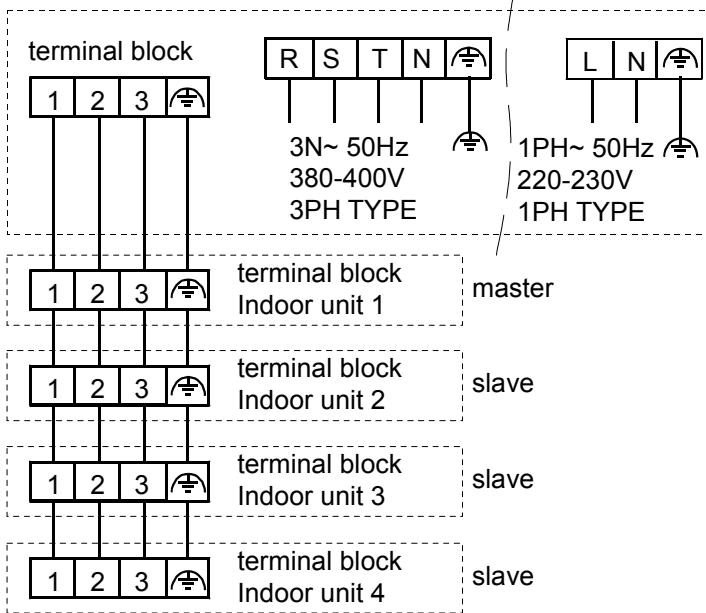 terminal block
1 2 3
R S T N
3N~ 50Hz
380-400V
3PH TYPE
L N
1PH~ 50Hz
220-230V
1PH TYPE
1 2 3
terminal block
Indoor unit 1
master
1 2 3
terminal block
Indoor unit 2
slave
1 2 3
terminal block
Indoor unit 3
slave
1 2 3
terminal block
Indoor unit 4
slave